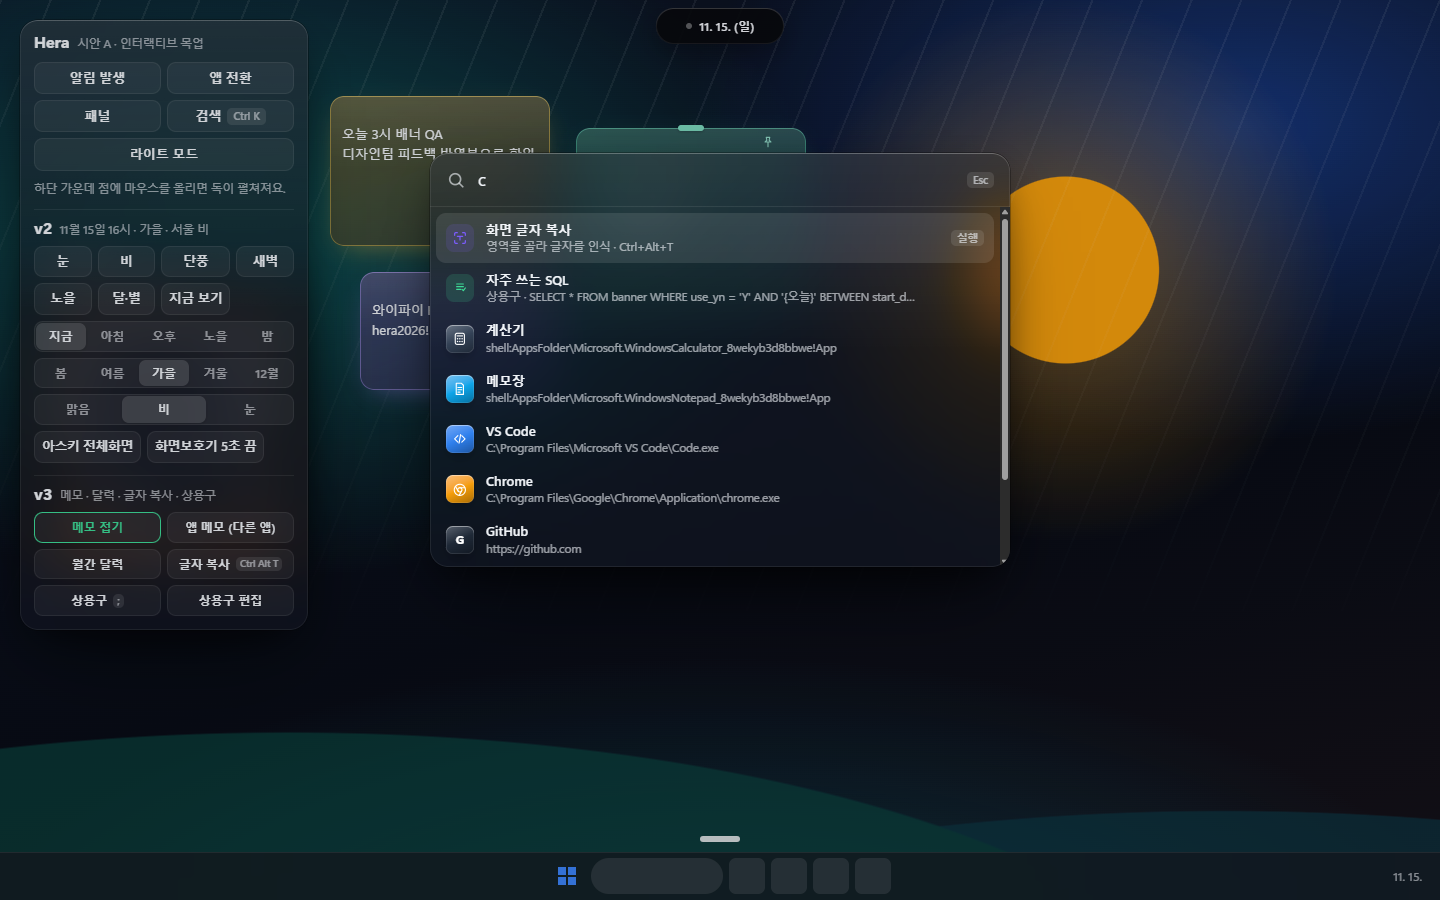 11. 15. (일)
Hera 시안 A · 인터랙티브 목업
알림 발생
앱 전환
패널
검색 Ctrl K
라이트 모드
하단 가운데 점에 마우스를 올리면 독이 펼쳐져요.
v2 11월 15일 16시 · 가을 · 서울 비
눈
비
단풍
새벽
노을
달·별
지금 보기
지금
아침
오후
노을
밤
봄
여름
가을
겨울
12월
맑음
비
눈
아스키 전체화면
화면보호기 5초 끔
v3 메모 · 달력 · 글자 복사 · 상용구
메모 접기
앱 메모 (다른 앱)
월간 달력
글자 복사 Ctrl Alt T
상용구 ;
상용구 편집
오늘 3시 배너 QA
디자인팀 피드백
와이파이
hera2026!
C
Esc
화면 글자 복사
영역을 골라 글자를 인식 · Ctrl+Alt+T
실행
자주 쓰는 SQL
상용구 · SELECT * FROM banner WHERE use_yn = 'Y' AND '{오늘}' BETWEEN start_d...
계산기
shell:AppsFolder\Microsoft.WindowsCalculator_8wekyb3d8bbwe!App
메모장
shell:AppsFolder\Microsoft.WindowsNotepad_8wekyb3d8bbwe!App
VS Code
C:\Program Files\Microsoft VS Code\Code.exe
Chrome
C:\Program Files\Google\Chrome\Application\chrome.exe
G
GitHub
https://github.com
11. 15.